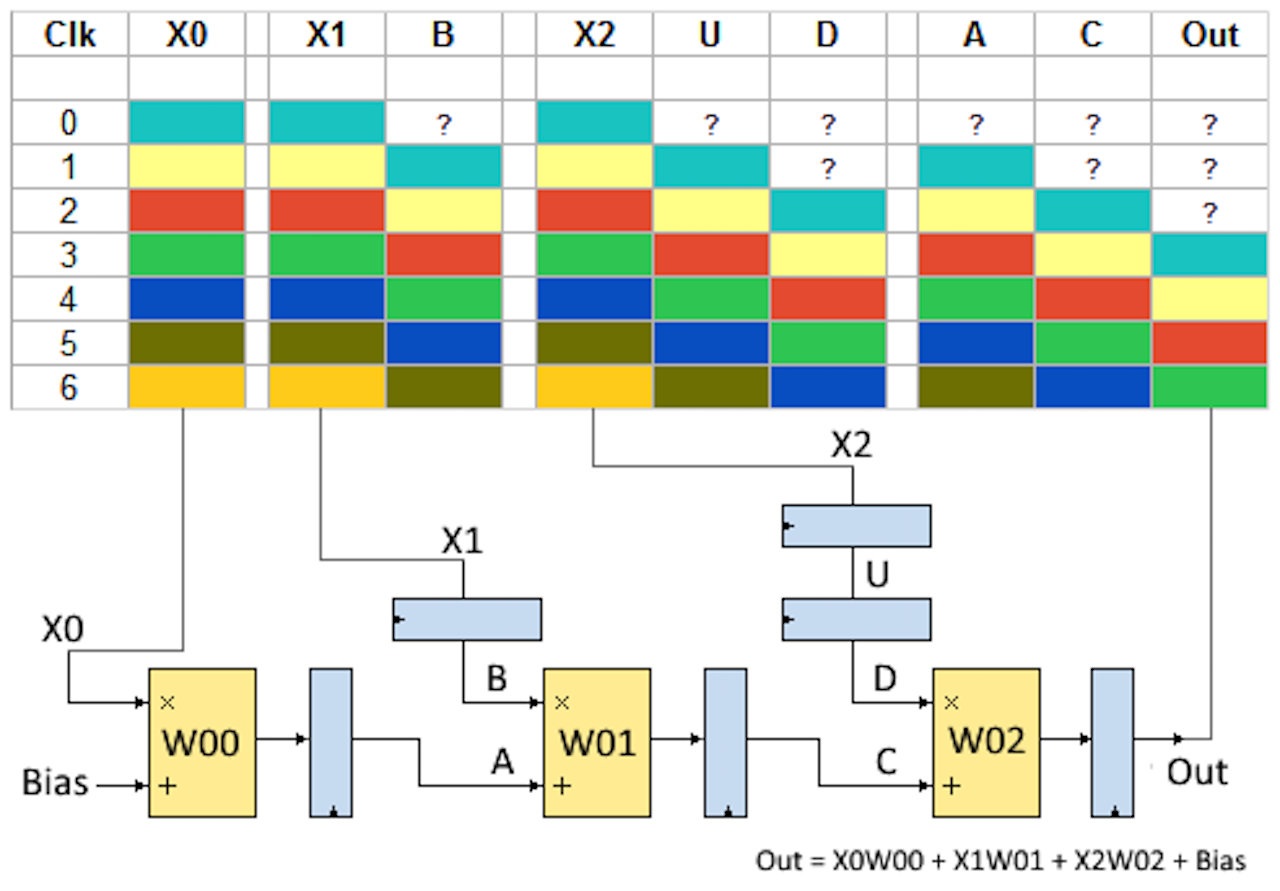 Clk X0 X1 B X2 U D A C Out
0 ? ? ? ? ? ?
1 ? ? ?
2 ?
3
4
5
6
X2
X1
U
X0
B D
× W00 × W01 × W02
A C
Bias + + + Out
Out = X0W00 + X1W01 + X2W02 + Bias